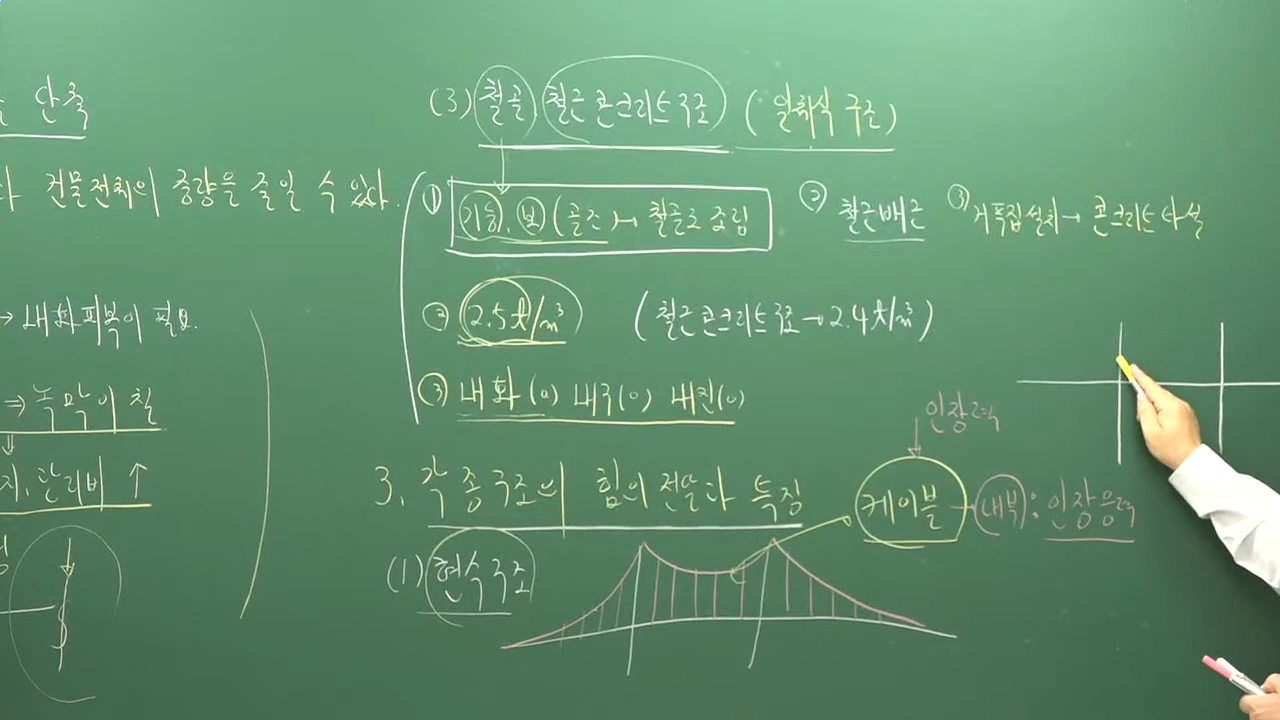 단축
건물전체의 중량을 줄일 수 있다.
→ 내화피복이 필요.
⇒ 녹막이 칠
관리비 ↑
(3) 철골 철근콘크리트구조 (일체식 구조)
① 기둥, 보 (골조) → 철골로 조립 ② 철근배근 ③ 거푸집설치 → 콘크리트 타설
② 2.5t/m³ (철근콘크리트구조 → 2.4t/m³)
③ 내화(o) 내구(o) 내진(o)
인장력
3. 각종구조의 힘의 전달과 특징
케이블 → 내부 : 인장응력
(1) 현수구조